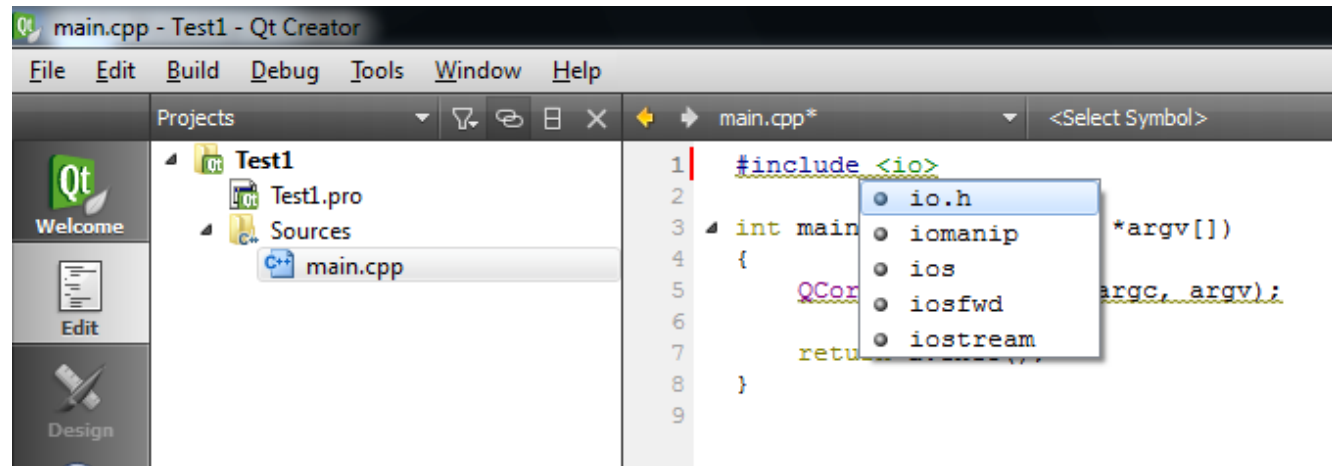 main.cpp - Test1 - Qt Creator
File Edit Build Debug Tools Window Help
Projects
main.cpp*
<Select Symbol>
Qt
Welcome
Edit
Design
Test1
Test1.pro
Sources
main.cpp
1 #include <io>
2
3 int main *argv[])
4 {
5 QCor argc, argv);
6
7 retu
8 }
9
io.h
iomanip
ios
iosfwd
iostream